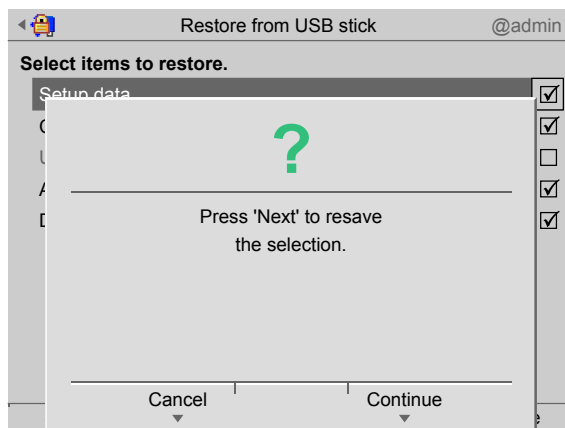 Restore from USB stick @admin
Select items to restore.
Setup data
Press 'Next' to resave
the selection.
Cancel Continue